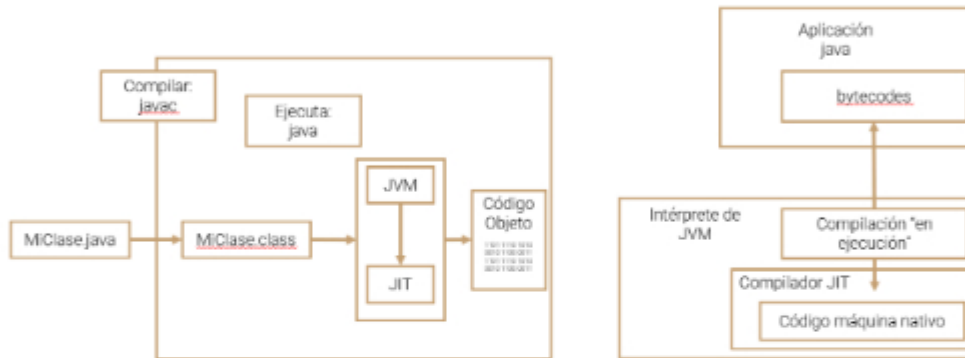 Compilar:
javac
Ejecuta:
java
MiClase.java
MiClase.class
JVM
JIT
Código
Objeto
Aplicación
java
bytecodes
Intérprete de
JVM
Compilación "en
ejecución"
Compilador JIT
Código máquina nativo